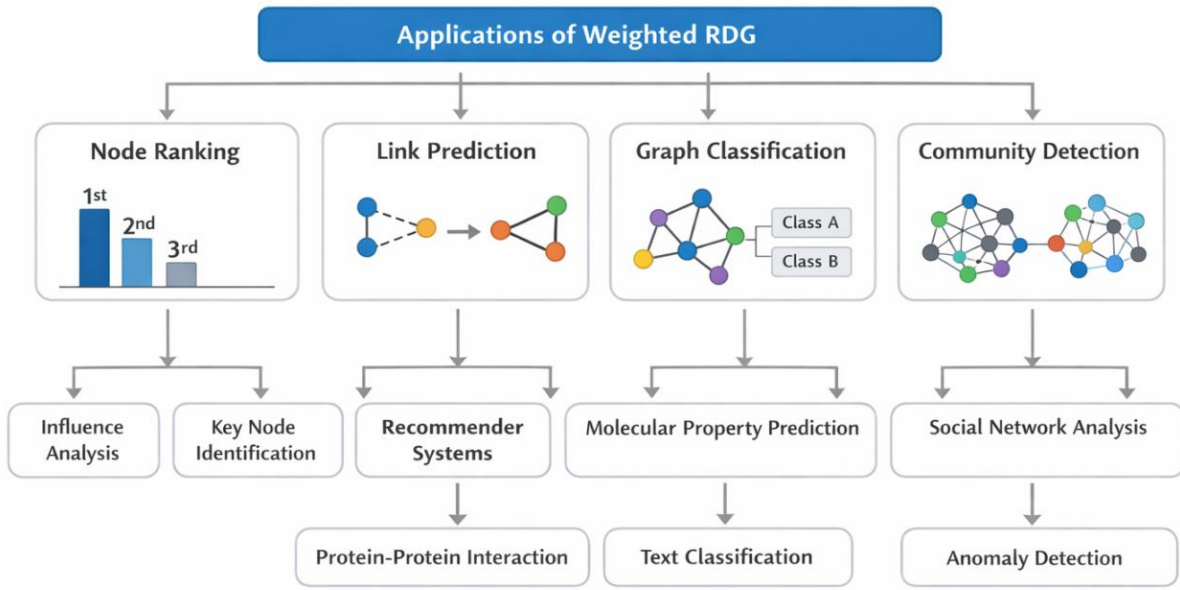 Applications of Weighted RDG
Node Ranking
1st
2nd
3rd
Link Prediction
Graph Classification
Class A
Class B
Community Detection
Influence
Analysis
Key Node
Identification
Recommender
Systems
Molecular Property Prediction
Social Network Analysis
Protein-Protein Interaction
Text Classification
Anomaly Detection